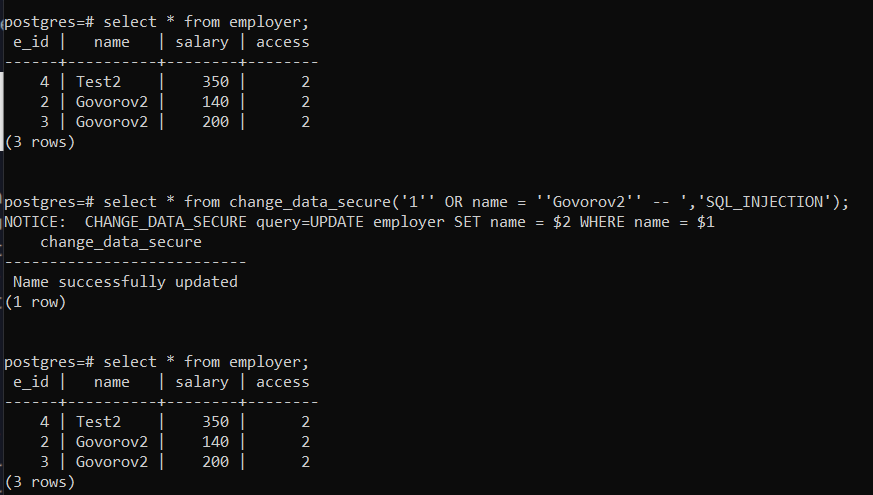 postgres=# select * from employer;
 e_id |   name   | salary | access
------+----------+--------+--------
    4 | Test2    |    350 |      2
    2 | Govorov2 |    140 |      2
    3 | Govorov2 |    200 |      2
(3 rows)
postgres=# select * from change_data_secure('1'' OR name = ''Govorov2'' -- ','SQL_INJECTION');
NOTICE:  CHANGE_DATA_SECURE query=UPDATE employer SET name = $2 WHERE name = $1
    change_data_secure
---------------------------
 Name successfully updated
(1 row)
postgres=# select * from employer;
 e_id |   name   | salary | access
------+----------+--------+--------
    4 | Test2    |    350 |      2
    2 | Govorov2 |    140 |      2
    3 | Govorov2 |    200 |      2
(3 rows)